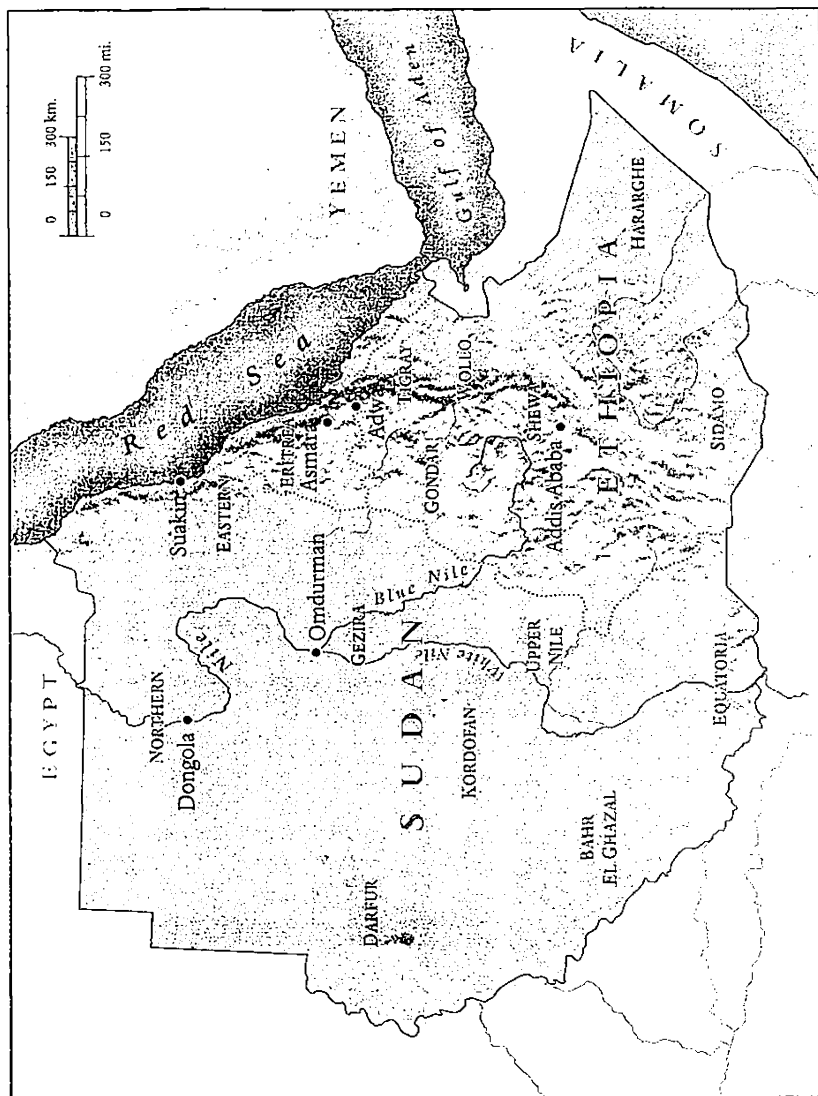 EGYPT
Red Sea
YEMEN
Gulf of Aden
SOMALIA
0 150 300 km.
0 150 300 mi.
NORTHERN
Dongola
Nile
Suakin
EASTERN
ERITREA
Asmara
Adwa
TIGRAY
Omdurman
GEZIRA
Blue Nile
White Nile
GONDAR
WOLLO
DARFUR
SUDAN
KORDOFAN
UPPER
NILE
SHEWA
Addis Ababa
ETHIOPIA
HARARGHE
BAHR
EL GHAZAL
EQUATORIA
SIDAMO